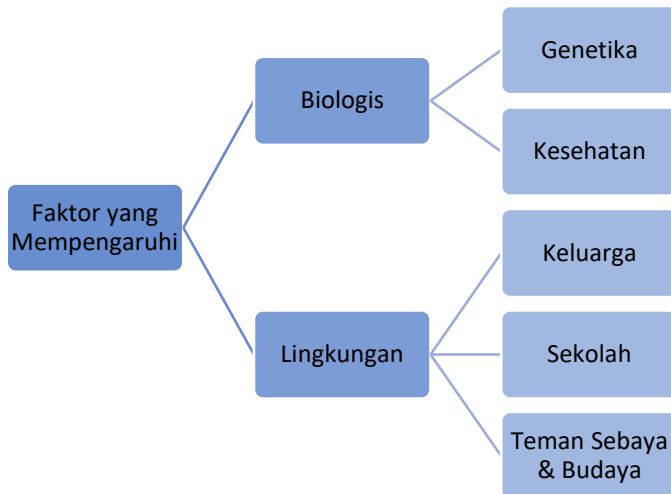 Faktor yang
Mempengaruhi
Biologis
Genetika
Kesehatan
Lingkungan
Keluarga
Sekolah
Teman Sebaya
& Budaya